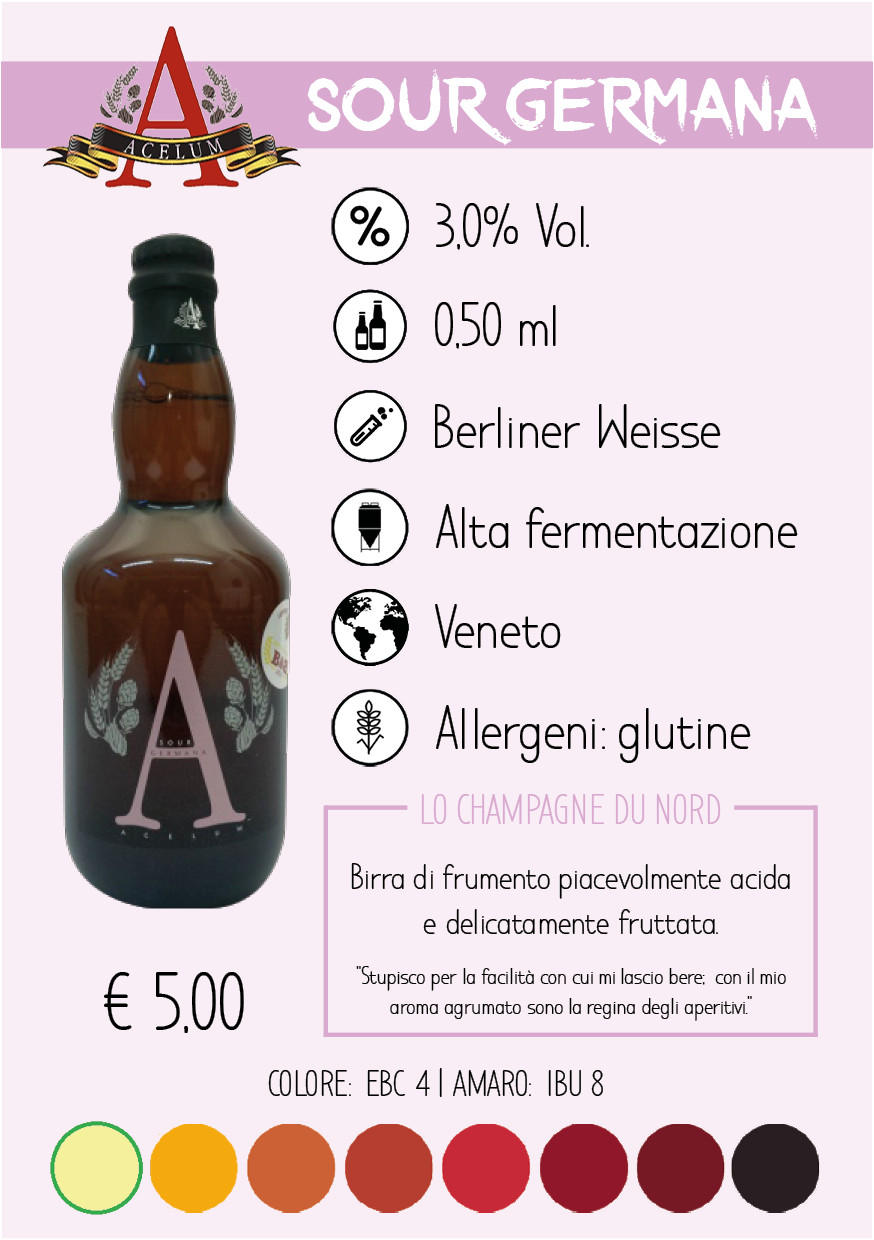 ACELUM
SOUR GERMANA
% 3,0% Vol.
0,50 ml
Berliner Weisse
Alta fermentazione
Veneto
Allergeni: glutine
A
SOUR
GERMANA
ACELUM
LO CHAMPAGNE DU NORD
Birra di frumento piacevolmente acida
e delicatamente fruttata.
"Stupisco per la facilità con cui mi lascio bere; con il mio
aroma agrumato sono la regina degli aperitivi."
€ 5,00
COLORE: EBC 4 | AMARO: IBU 8